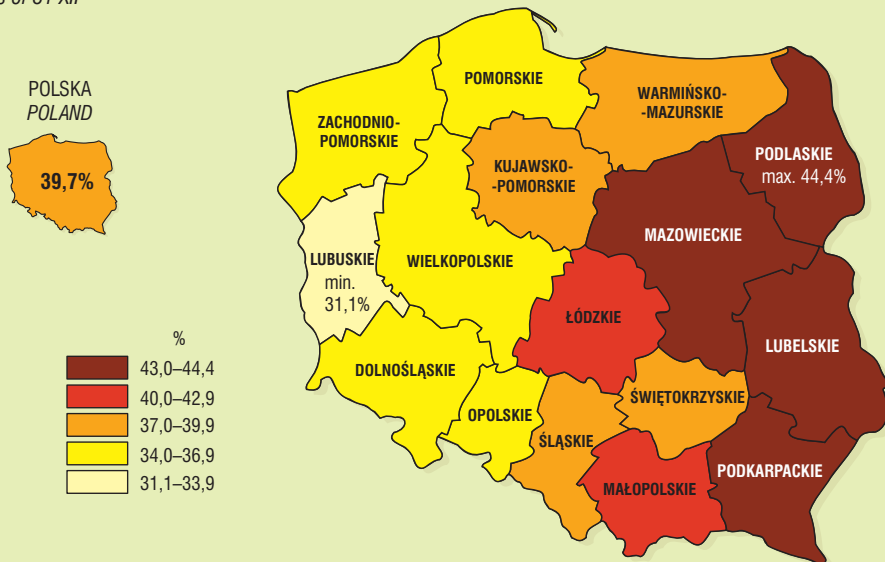 31 XII
POLSKA
POLAND
39,7%
POMORSKIE
ZACHODNIO-
POMORSKIE
WARMIŃSKO-
-MAZURSKIE
KUJAWSKO-
-POMORSKIE
PODLASKIE
max. 44,4%
MAZOWIECKIE
LUBUSKIE
min.
31,1%
WIELKOPOLSKIE
ŁÓDZKIE
LUBELSKIE
DOLNOŚLĄSKIE
OPOLSKIE
ŚWIĘTOKRZYSKIE
ŚLĄSKIE
MAŁOPOLSKIE
PODKARPACKIE
%
43,0–44,4
40,0–42,9
37,0–39,9
34,0–36,9
31,1–33,9